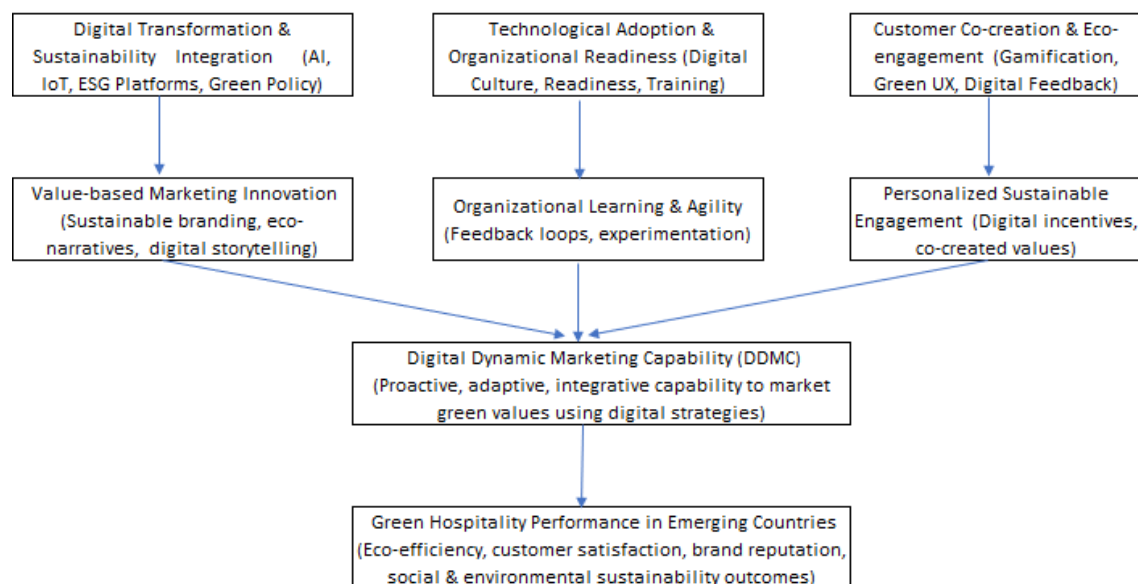 Digital Transformation &
Sustainability Integration (AI,
IoT, ESG Platforms, Green Policy)
Technological Adoption &
Organizational Readiness (Digital
Culture, Readiness, Training)
Customer Co-creation & Eco-
engagement (Gamification,
Green UX, Digital Feedback)
Value-based Marketing Innovation
(Sustainable branding, eco-
narratives, digital storytelling)
Organizational Learning & Agility
(Feedback loops, experimentation)
Personalized Sustainable
Engagement (Digital incentives,
co-created values)
Digital Dynamic Marketing Capability (DDMC)
(Proactive, adaptive, integrative capability to market
green values using digital strategies)
Green Hospitality Performance in Emerging Countries
(Eco-efficiency, customer satisfaction, brand reputation,
social & environmental sustainability outcomes)